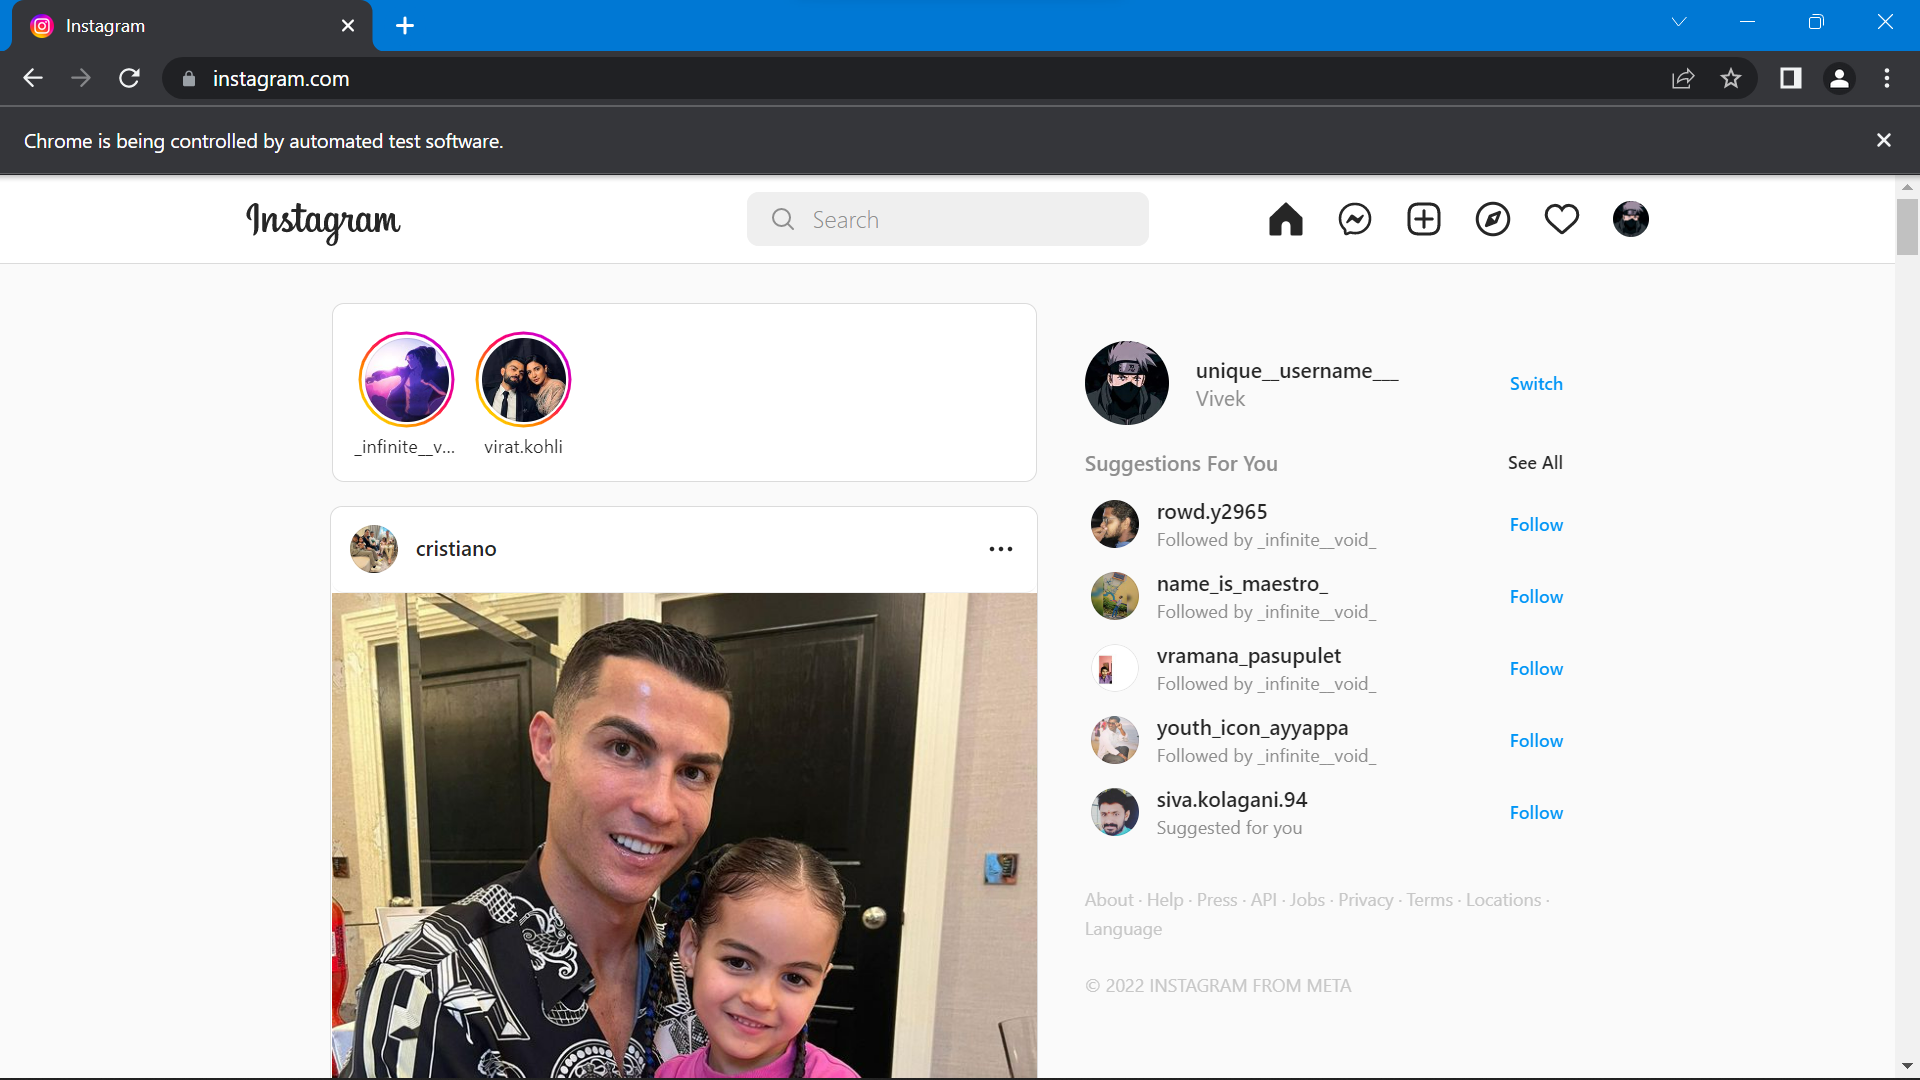 Instagram
instagram.com
Chrome is being controlled by automated test software.
Instagram
Search
_infinite__v...
virat.kohli
cristiano
unique__username___
Vivek
Switch
Suggestions For You
See All
rowd.y2965
Followed by _infinite__void_
Follow
name_is_maestro_
Followed by _infinite__void_
Follow
vramana_pasupulet
Followed by _infinite__void_
Follow
youth_icon_ayyappa
Followed by _infinite__void_
Follow
siva.kolagani.94
Suggested for you
Follow
About · Help · Press · API · Jobs · Privacy · Terms · Locations ·
Language
© 2022 INSTAGRAM FROM META